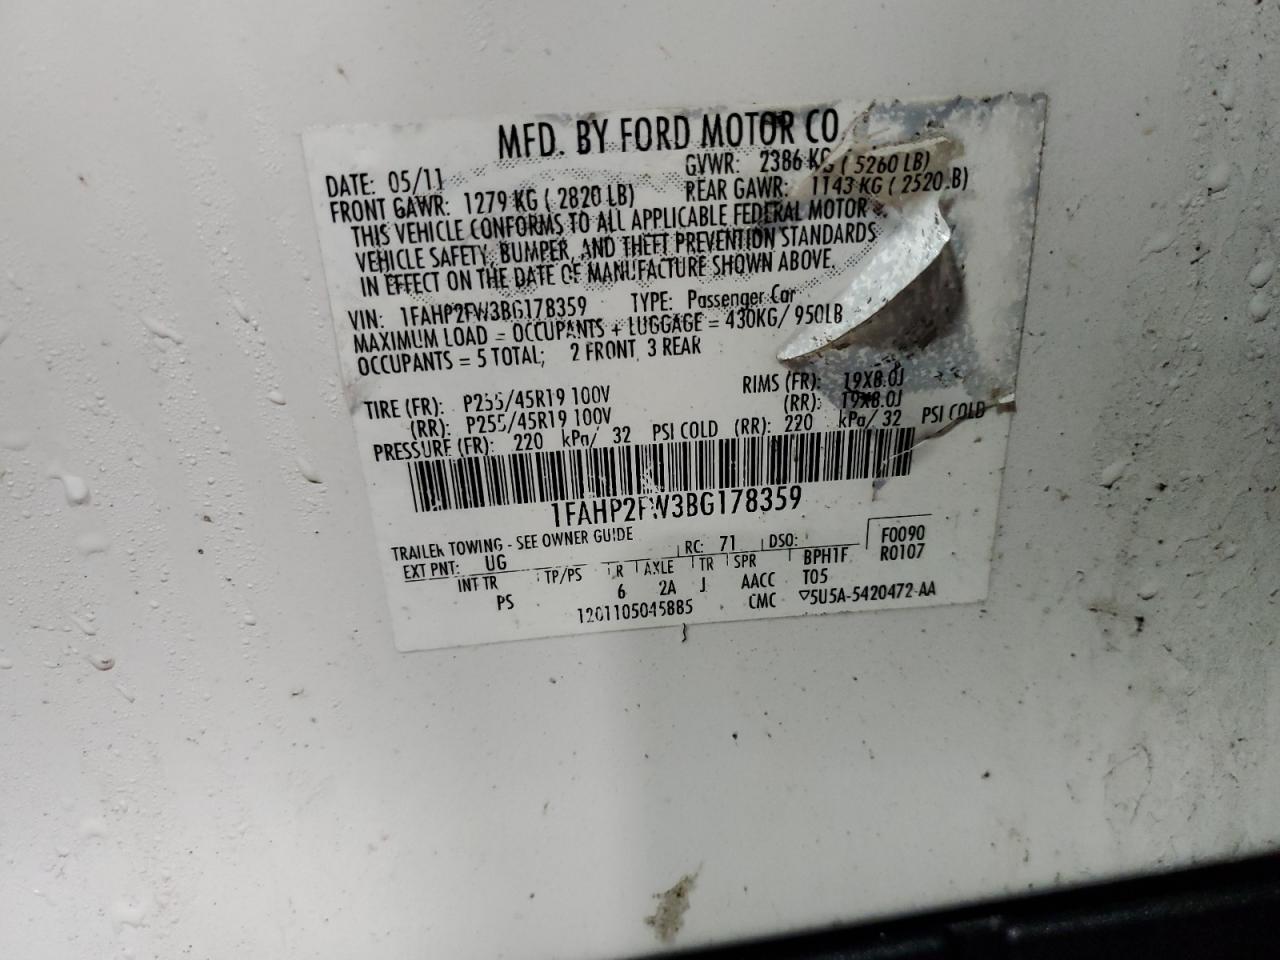 MFD. BY FORD MOTOR CO.
DATE: 05/11 GVWR: 2386 KG ( 5260 LB)
FRONT GAWR: 1279 KG ( 2820 LB) REAR GAWR: 1143 KG ( 2520 LB)
THIS VEHICLE CONFORMS TO ALL APPLICABLE FEDERAL MOTOR
VEHICLE SAFETY, BUMPER, AND THEFT PREVENTION STANDARDS
IN EFFECT ON THE DATE OF MANUFACTURE SHOWN ABOVE.
VIN: 1FAHP2FW3BG178359 TYPE: Passenger Car
MAXIMUM LOAD = OCCUPANTS + LUGGAGE = 430KG/ 950LB
OCCUPANTS = 5 TOTAL; 2 FRONT, 3 REAR
TIRE (FR): P255/45R19 100V RIMS (FR): 19X8.0J
(RR): P255/45R19 100V (RR): 19X8.0J
PRESSURE (FR): 220 kPa/ 32 PSI COLD (RR): 220 kPa/ 32 PSI COLD
1FAHP2FW3BG178359
TRAILER TOWING - SEE OWNER GUIDE
EXT PNT: UG RC: 71 DSO: F0090
INT TR TP/PS R AXLE TR SPR BPH1F R0107
PS 6 2A J AACC T05
1201105045885 CMC ▽5U5A-5420472-AA